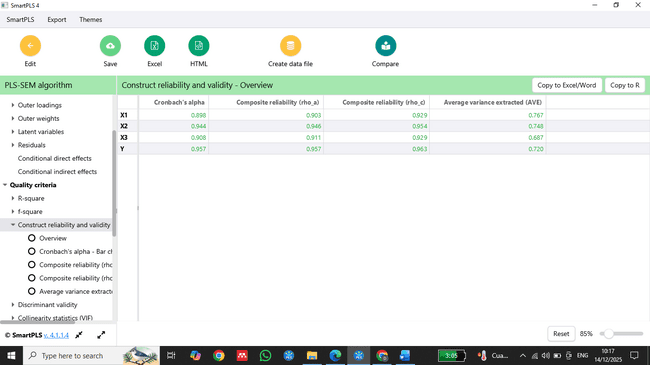 SmartPLS 4
SmartPLS Export Themes
Edit Save Excel HTML Create data file Compare
PLS-SEM algorithm
Construct reliability and validity - Overview
Copy to Excel/Word Copy to R
Outer loadings
Outer weights
Latent variables
Residuals
Conditional direct effects
Conditional indirect effects
Quality criteria
R-square
f-square
Construct reliability and validity
Overview
Cronbach's alpha - Bar ch
Composite reliability (rho
Composite reliability (rho
Average variance extracte
Discriminant validity
Collinearity statistics (VIF)
© SmartPLS v. 4.1.1.4
Cronbach's alpha Composite reliability (rho_a) Composite reliability (rho_c) Average variance extracted (AVE)
X1 0.898 0.903 0.929 0.767
X2 0.944 0.946 0.954 0.748
X3 0.908 0.911 0.929 0.687
Y 0.957 0.957 0.963 0.720
Reset 85%
Type here to search
3:05
Cua...
ENG
10:17
14/12/2025